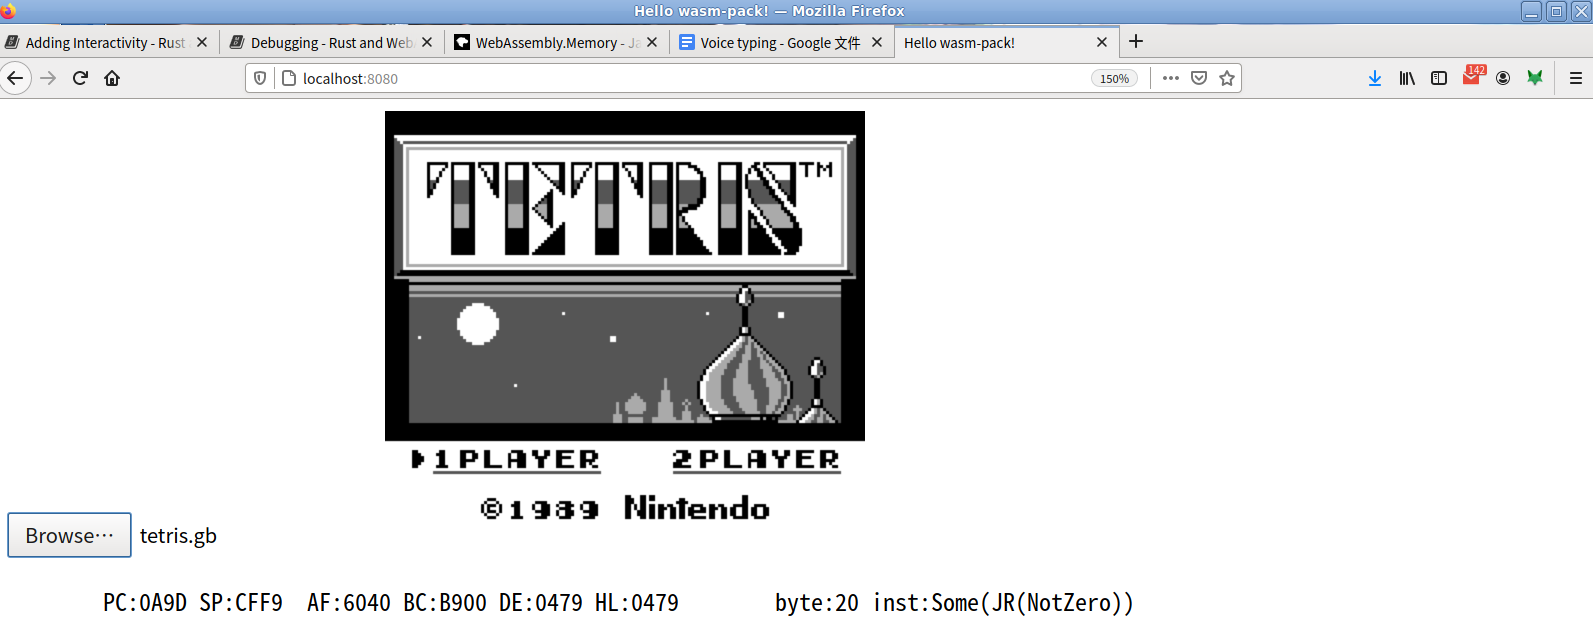 Hello wasm-pack! — Mozilla Firefox
Adding Interactivity - Rust
Debugging - Rust and Web
WebAssembly.Memory - Ja
Voice typing - Google 文件
Hello wasm-pack!
localhost:8080
150%
142
TETRIS™
1PLAYER 2PLAYER
©1989 Nintendo
Browse… tetris.gb
PC:0A9D SP:CFF9 AF:6040 BC:B900 DE:0479 HL:0479 byte:20 inst:Some(JR(NotZero))